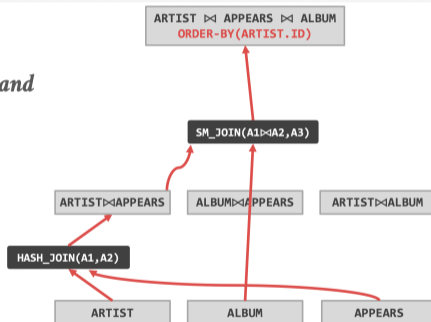 ARTIST ⋈ APPEARS ⋈ ALBUM
ORDER-BY(ARTIST.ID)
and
SM_JOIN(A1⋈A2,A3)
ARTIST⋈APPEARS
ALBUM⋈APPEARS
ARTIST⋈ALBUM
HASH_JOIN(A1,A2)
ARTIST
ALBUM
APPEARS